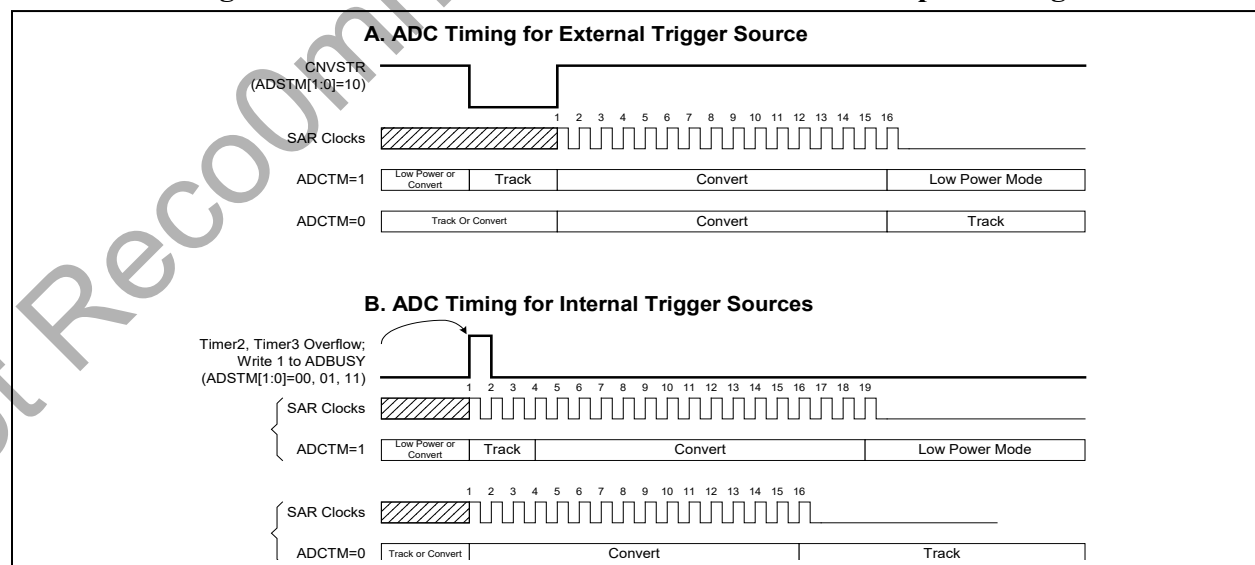 A. ADC Timing for External Trigger Source
CNVSTR
(ADSTM[1:0]=10)
1 2 3 4 5 6 7 8 9 10 11 12 13 14 15 16
SAR Clocks
ADCTM=1 Low Power or Convert Track Convert Low Power Mode
ADCTM=0 Track Or Convert Convert Track
B. ADC Timing for Internal Trigger Sources
Timer2, Timer3 Overflow;
Write 1 to ADBUSY
(ADSTM[1:0]=00, 01, 11)
1 2 3 4 5 6 7 8 9 10 11 12 13 14 15 16 17 18 19
SAR Clocks
ADCTM=1 Low Power or Convert Track Convert Low Power Mode
1 2 3 4 5 6 7 8 9 10 11 12 13 14 15 16
SAR Clocks
ADCTM=0 Track or Convert Convert Track